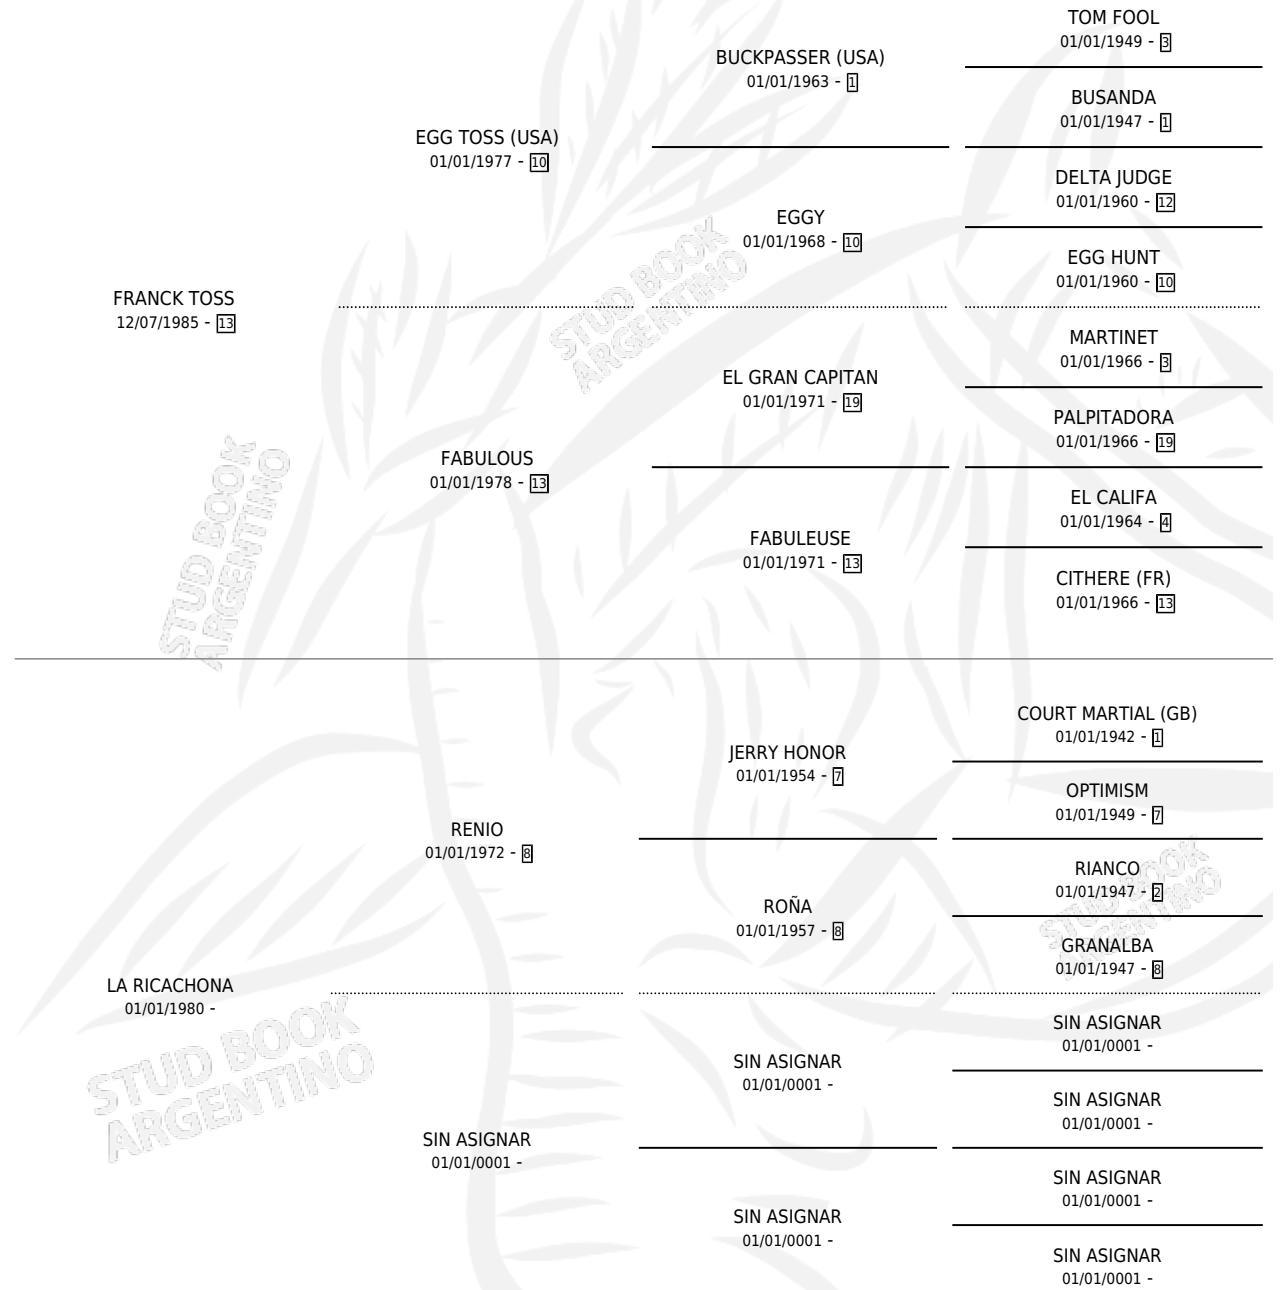 TOM FOOL
01/01/1949 - 3
BUCKPASSER (USA)
01/01/1963 - 1
BUSANDA
01/01/1947 - 1
EGG TOSS (USA)
01/01/1977 - 10
DELTA JUDGE
01/01/1960 - 12
EGGY
01/01/1968 - 10
EGG HUNT
01/01/1960 - 10
FRANCK TOSS
12/07/1985 - 13
STUD BOOK
ARGENTINO
MARTINET
01/01/1966 - 3
EL GRAN CAPITAN
01/01/1971 - 19
PALPITADORA
01/01/1966 - 19
FABULOUS
01/01/1978 - 13
EL CALIFA
01/01/1964 - 4
FABULEUSE
01/01/1971 - 13
CITHERE (FR)
01/01/1966 - 13
STUD BOOK
ARGENTINO
COURT MARTIAL (GB)
01/01/1942 - 1
JERRY HONOR
01/01/1954 - 7
OPTIMISM
01/01/1949 - 7
RENIO
01/01/1972 - 8
RIANCO
01/01/1947 - 2
ROÑA
01/01/1957 - 8
GRANALBA
01/01/1947 - 8
STUD BOOK
ARGENTINO
LA RICACHONA
01/01/1980 -
SIN ASIGNAR
01/01/0001 -
SIN ASIGNAR
01/01/0001 -
SIN ASIGNAR
01/01/0001 -
STUD BOOK
ARGENTINO
SIN ASIGNAR
01/01/0001 -
SIN ASIGNAR
01/01/0001 -
SIN ASIGNAR
01/01/0001 -
SIN ASIGNAR
01/01/0001 -